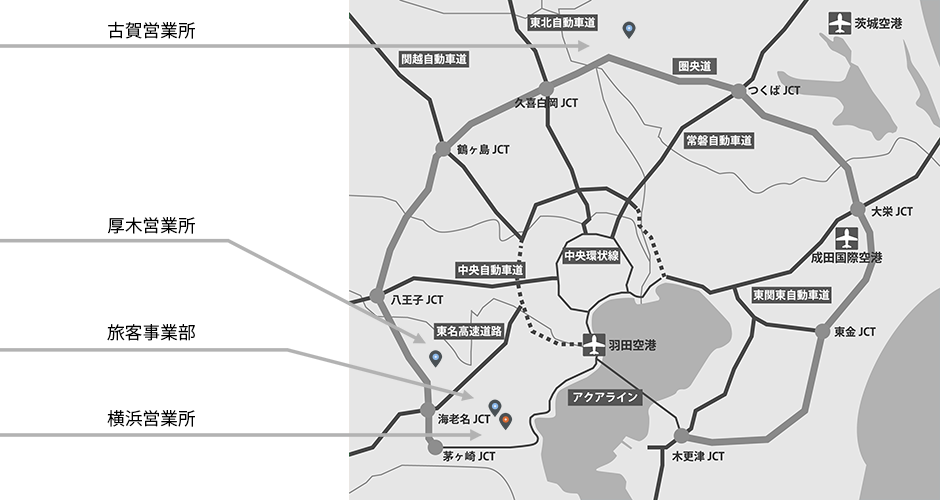 古賀営業所
厚木営業所
旅客事業部
横浜営業所
東北自動車道
茨城空港
関越自動車道
圏央道
つくば JCT
久喜白岡 JCT
常磐自動車道
鶴ヶ島 JCT
大栄 JCT
成田国際空港
中央環状線
中央自動車道
八王子 JCT
東関東自動車道
東名高速道路
東金 JCT
羽田空港
アクアライン
海老名 JCT
茅ヶ崎 JCT
木更津 JCT